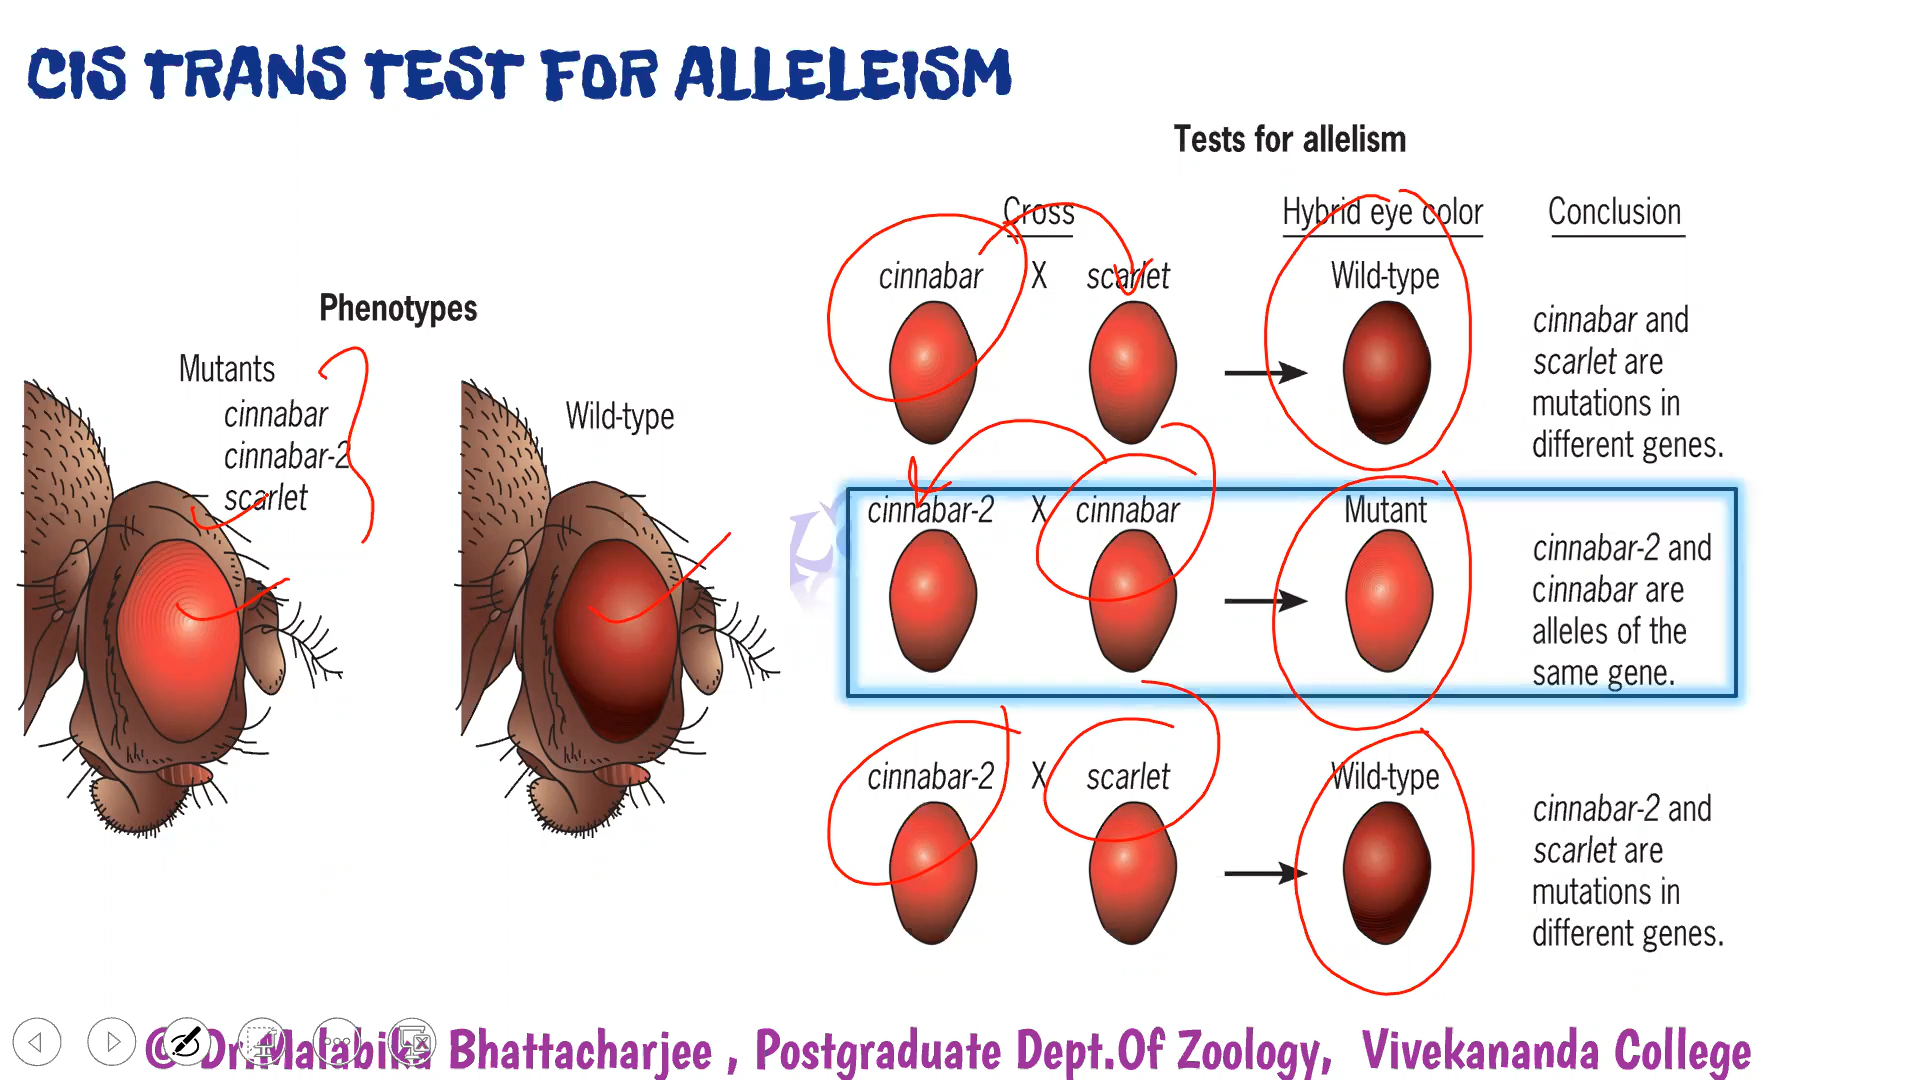 CIS TRANS TEST FOR ALLELEISM
Tests for allelism
Cross
Hybrid eye color
Conclusion
Phenotypes
Mutants
cinnabar
cinnabar-2
scarlet
Wild-type
cinnabar X scarlet
Wild-type
cinnabar and
scarlet are
mutations in
different genes.
cinnabar-2 X cinnabar
Mutant
cinnabar-2 and
cinnabar are
alleles of the
same gene.
cinnabar-2 X scarlet
Wild-type
cinnabar-2 and
scarlet are
mutations in
different genes.
© Dr.Malabika Bhattacharjee , Postgraduate Dept.Of Zoology, Vivekananda College